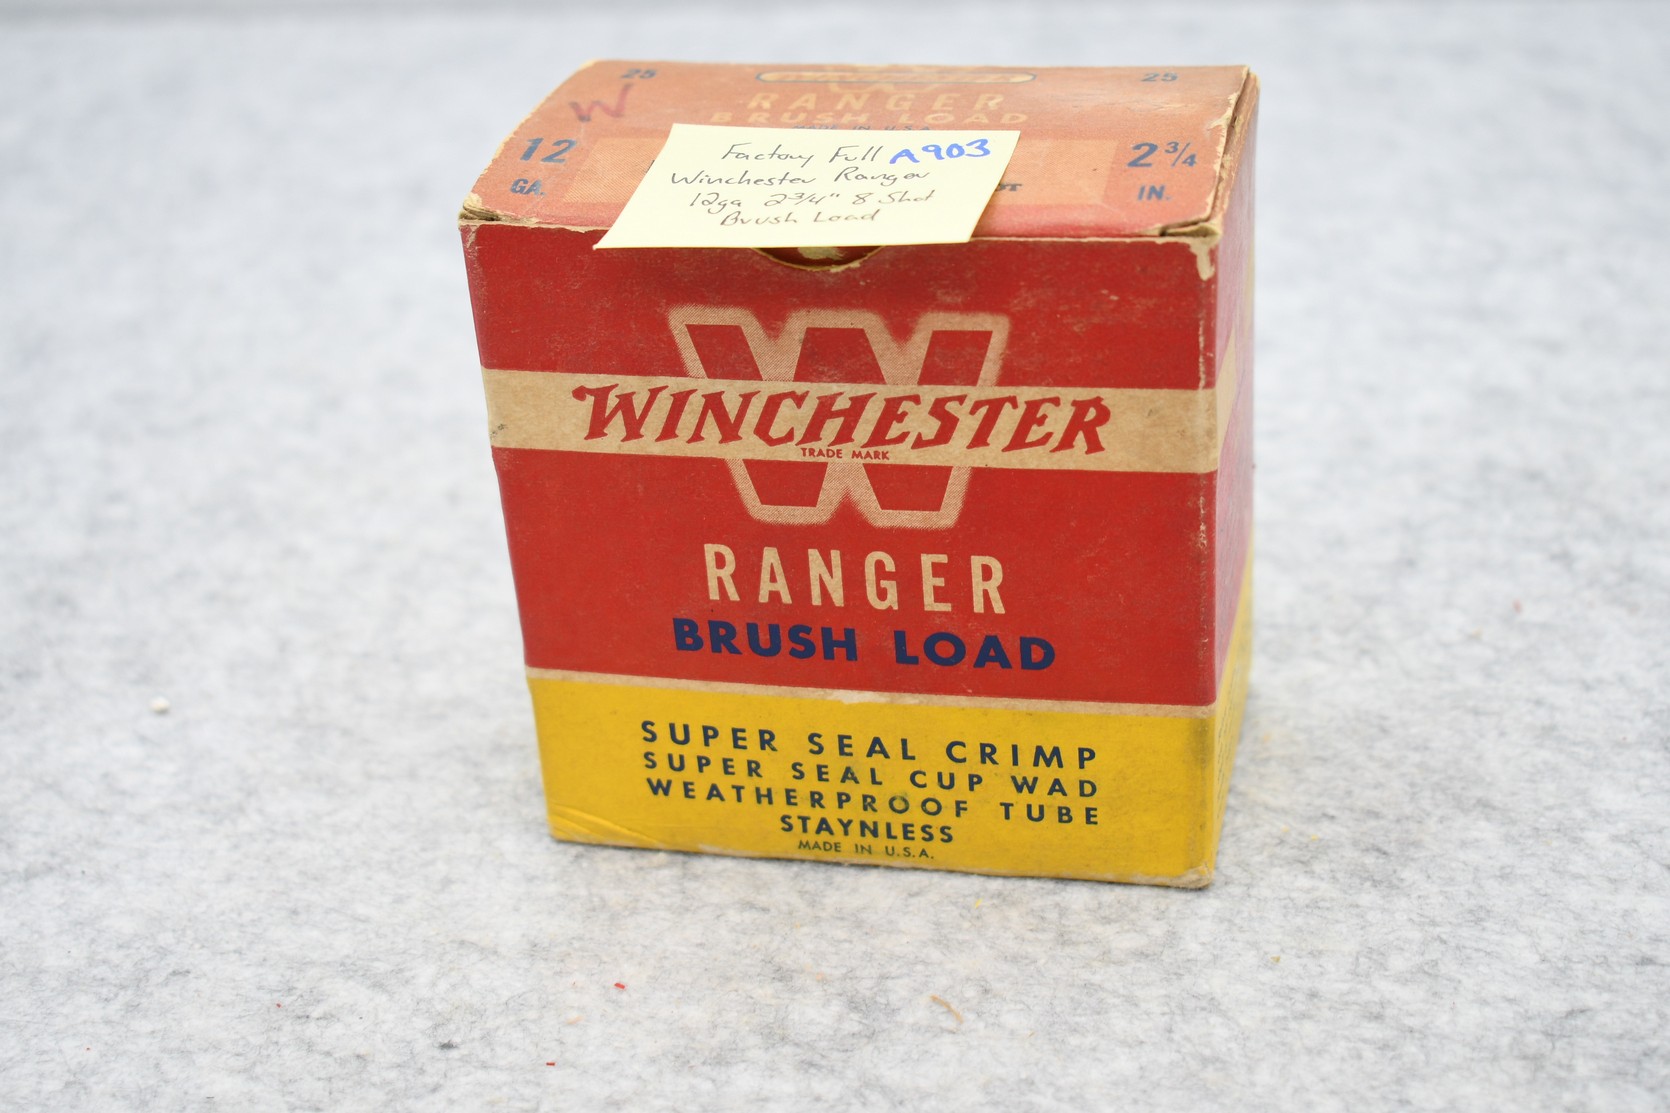 25 25
W
RANGER
BRUSH LOAD
MADE IN U.S.A.
12 2 3/4
GA. IN.
Factory Full A903
Winchester Ranger
12ga 2 3/4" 8 Shot
Brush Load
WINCHESTER
TRADE MARK
RANGER
BRUSH LOAD
SUPER SEAL CRIMP
SUPER SEAL CUP WAD
WEATHERPROOF TUBE
STAYNLESS
MADE IN U.S.A.